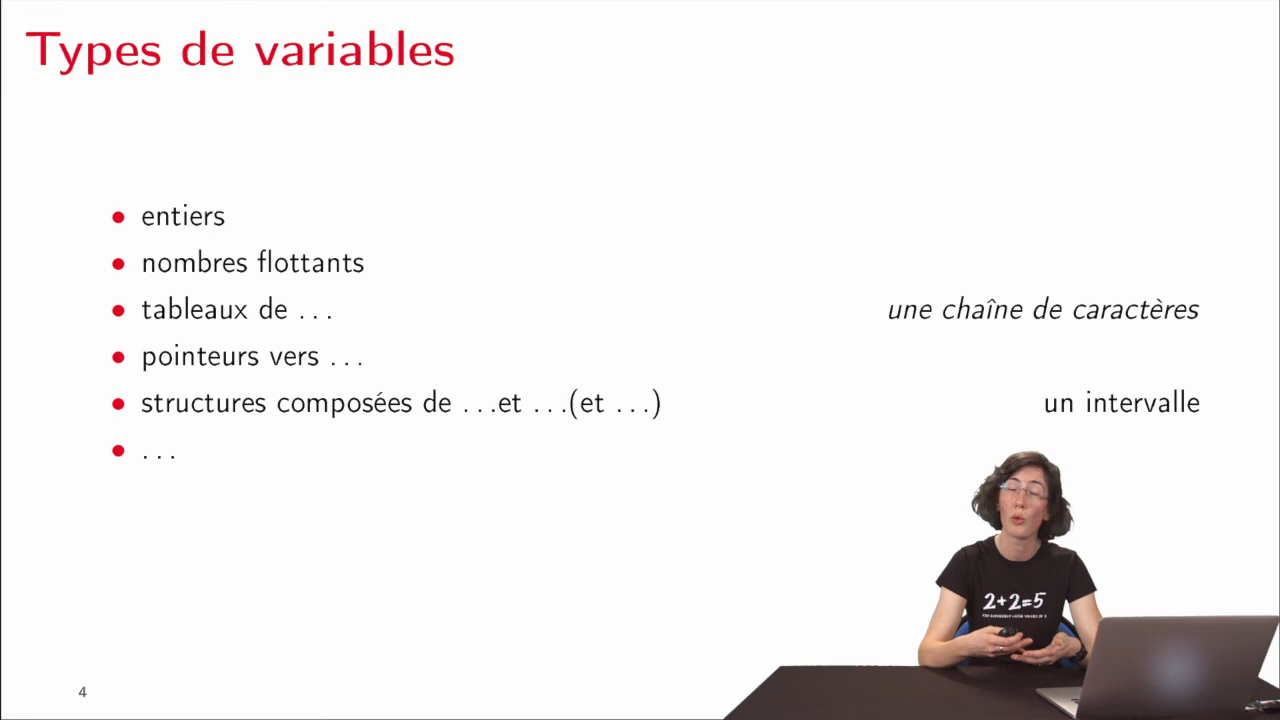 Types de variables
• entiers
• nombres flottants
• tableaux de ... une chaîne de caractères
• pointeurs vers ...
• structures composées de ...et ...(et ...) un intervalle
• ...
2+2=5
4